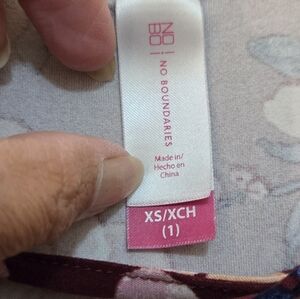 NO
BO
NO BOUNDARIES
Made in/
Hecho en
China
XS/XCH
(1)